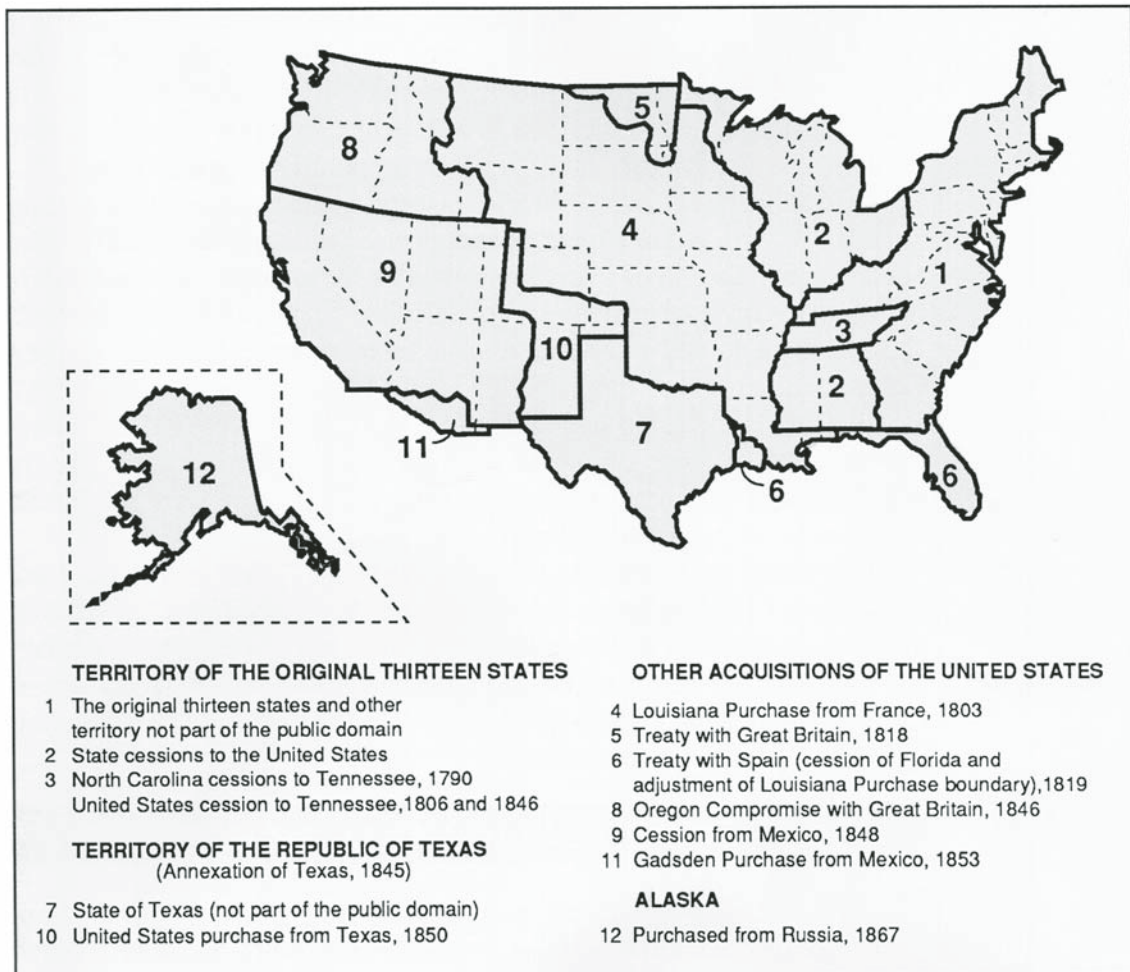 5
8
4
2
9
1
3
10
2
7
11
6
6
12
TERRITORY OF THE ORIGINAL THIRTEEN STATES
1 The original thirteen states and other
territory not part of the public domain
2 State cessions to the United States
3 North Carolina cessions to Tennessee, 1790
United States cession to Tennessee,1806 and 1846
TERRITORY OF THE REPUBLIC OF TEXAS
(Annexation of Texas, 1845)
7 State of Texas (not part of the public domain)
10 United States purchase from Texas, 1850
OTHER ACQUISITIONS OF THE UNITED STATES
4 Louisiana Purchase from France, 1803
5 Treaty with Great Britain, 1818
6 Treaty with Spain (cession of Florida and
adjustment of Louisiana Purchase boundary),1819
8 Oregon Compromise with Great Britain, 1846
9 Cession from Mexico, 1848
11 Gadsden Purchase from Mexico, 1853
ALASKA
12 Purchased from Russia, 1867